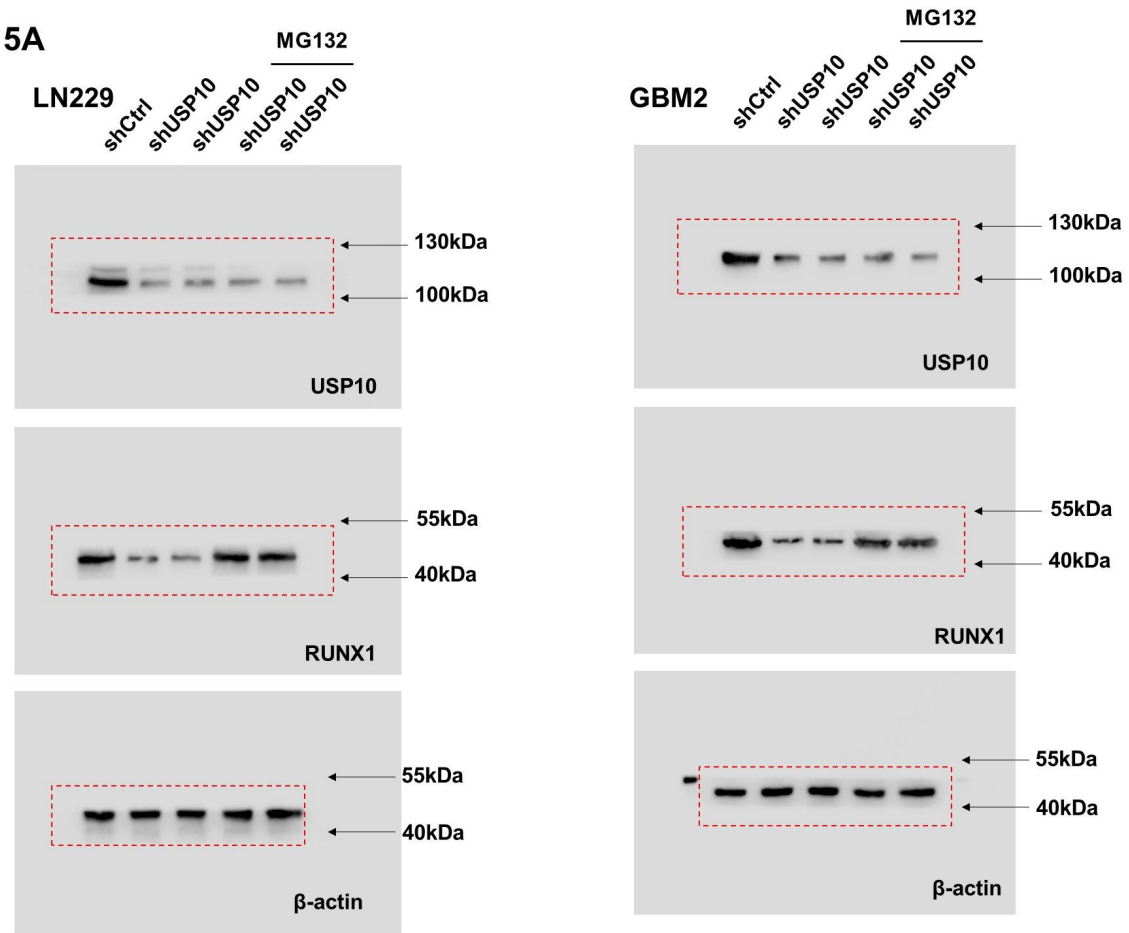 5A
MG132
LN229
shCtrl
shUSP10
shUSP10
shUSP10
shUSP10
130kDa
100kDa
USP10
55kDa
40kDa
RUNX1
55kDa
40kDa
β-actin
MG132
GBM2
shCtrl
shUSP10
shUSP10
shUSP10
shUSP10
130kDa
100kDa
USP10
55kDa
40kDa
RUNX1
55kDa
40kDa
β-actin